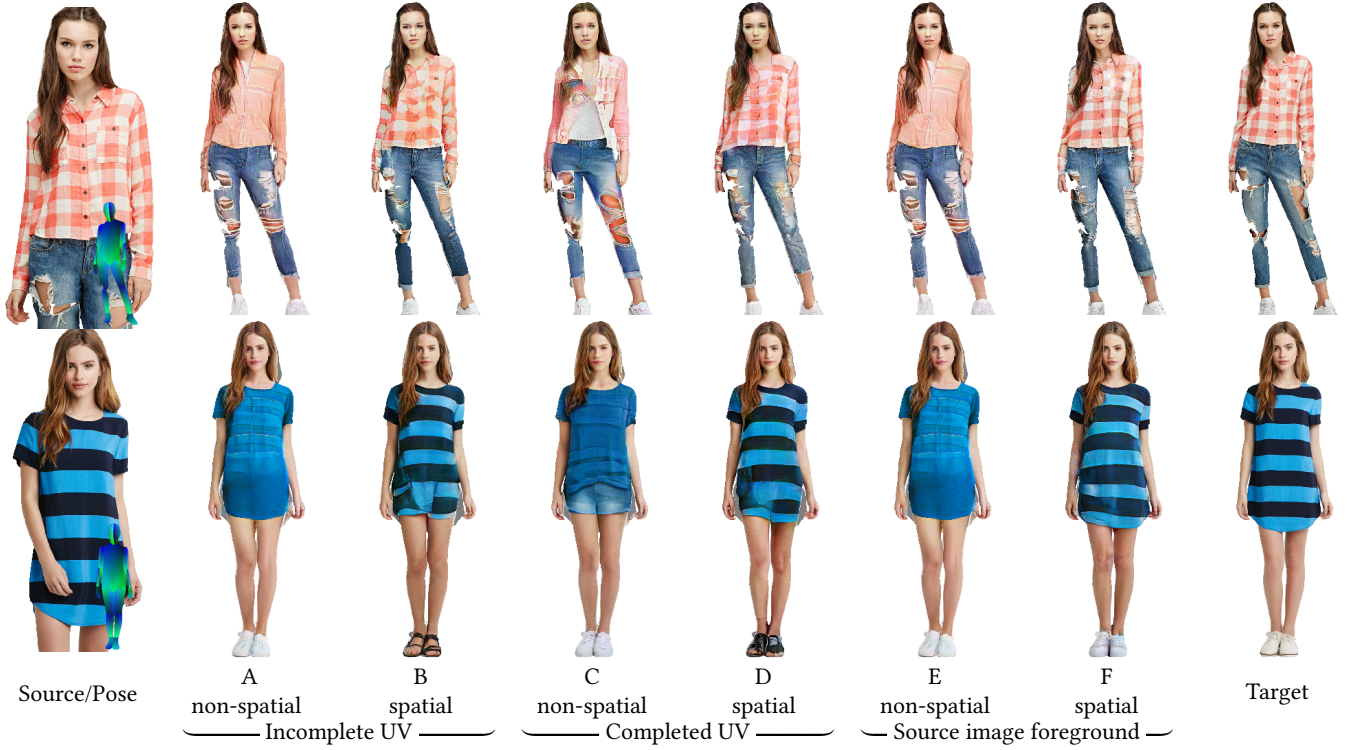 A B C D E F
Source/Pose Target
non-spatial spatial non-spatial spatial non-spatial spatial
Incomplete UV Completed UV Source image foreground